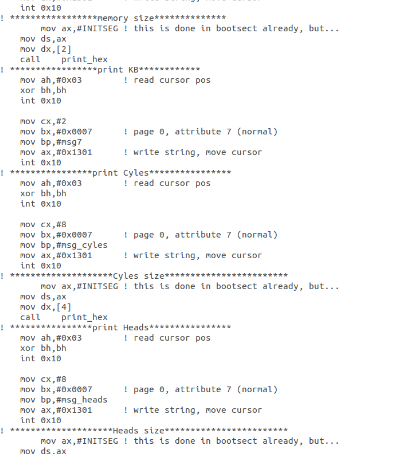 int 0x10
! *****************memory size**************
mov ax,#INITSEG ! this is done in bootsect already, but...
mov ds,ax
mov dx,[2]
call print_hex
! *****************print KB************
mov ah,#0x03 ! read cursor pos
xor bh,bh
int 0x10
mov cx,#2
mov bx,#0x0007 ! page 0, attribute 7 (normal)
mov bp,#msg7
mov ax,#0x1301 ! write string, move cursor
int 0x10
! ****************print Cyles****************
mov ah,#0x03 ! read cursor pos
xor bh,bh
int 0x10
mov cx,#8
mov bx,#0x0007 ! page 0, attribute 7 (normal)
mov bp,#msg_cyles
mov ax,#0x1301 ! write string, move cursor
int 0x10
! ********************Cyles size************************
mov ax,#INITSEG ! this is done in bootsect already, but...
mov ds,ax
mov dx,[4]
call print_hex
! ****************print Heads****************
mov ah,#0x03 ! read cursor pos
xor bh,bh
int 0x10
mov cx,#8
mov bx,#0x0007 ! page 0, attribute 7 (normal)
mov bp,#msg_heads
mov ax,#0x1301 ! write string, move cursor
int 0x10
! ********************Heads size************************
mov ax,#INITSEG ! this is done in bootsect already, but...
mov ds,ax